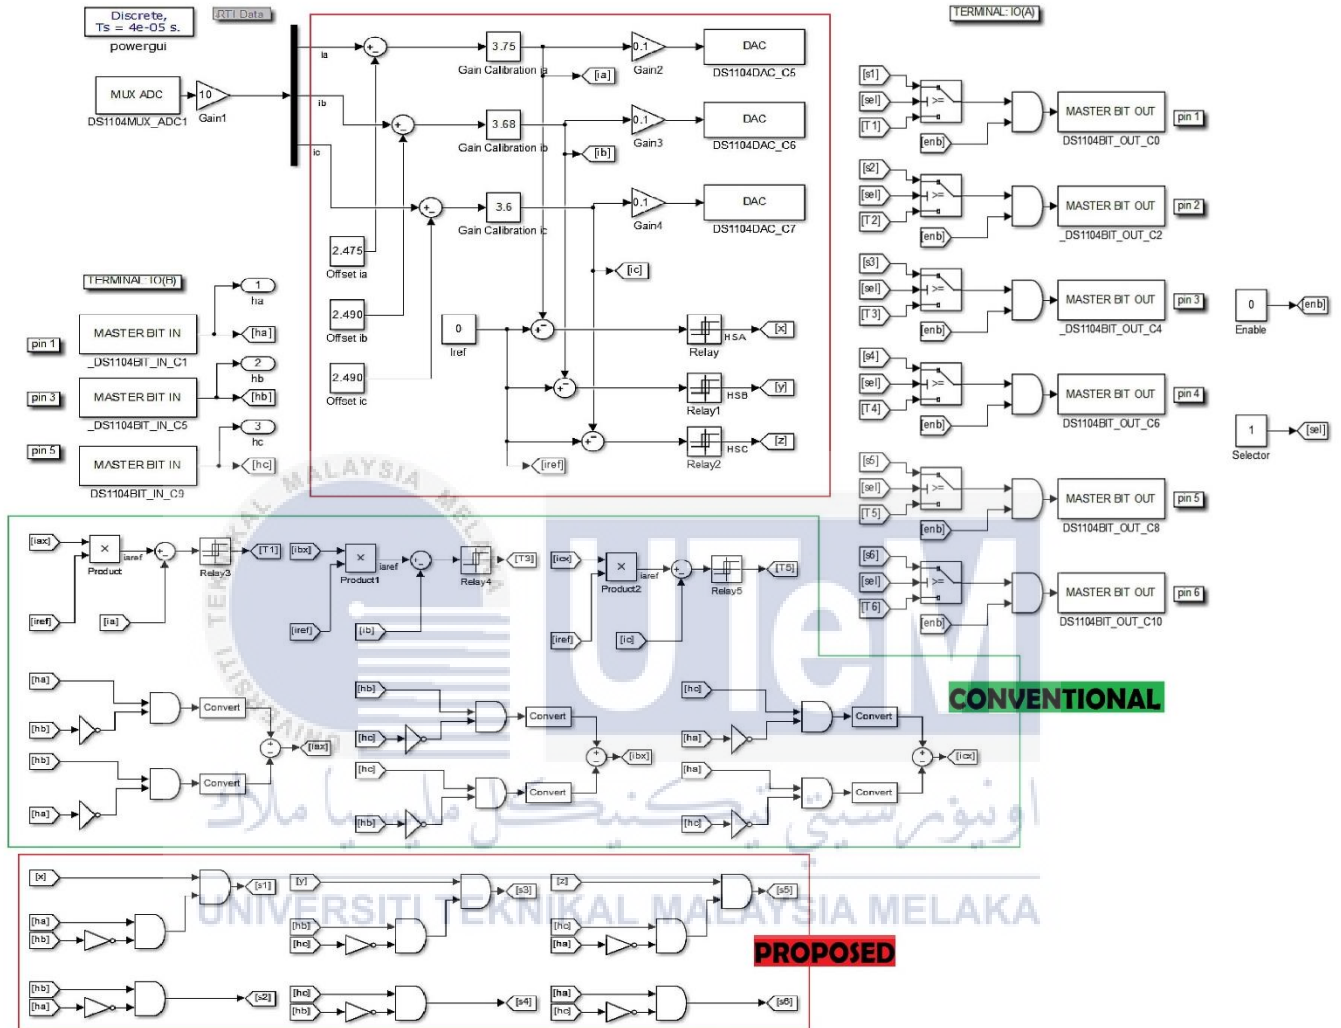 Discrete,
Ts = 4e-05 s.
powergui
RTI Data
MUX ADC
DS1104MUX_ADC1
10
Gain1
ia
ib
ic
3.75
Gain Calibration ia
[ia]
0.1
Gain2
DAC
DS1104DAC_C5
3.68
Gain Calibration ib
[ib]
0.1
Gain3
DAC
DS1104DAC_C6
3.6
Gain Calibration ic
[ic]
0.1
Gain4
DAC
DS1104DAC_C7
2.475
Offset ia
2.490
Offset ib
2.490
Offset ic
0
Iref
[iref]
Relay
HSA
[x]
Relay1
HSB
[y]
Relay2
HSC
[z]
TERMINAL: IO(B)
pin 1
MASTER BIT IN
_DS1104BIT_IN_C1
1
ha
[ha]
pin 3
MASTER BIT IN
_DS1104BIT_IN_C5
2
hb
[hb]
pin 5
MASTER BIT IN
DS1104BIT_IN_C9
3
hc
[hc]
TERMINAL: IO(A)
[s1]
[sel]
[T1]
>=
[enb]
MASTER BIT OUT
DS1104BIT_OUT_C0
pin 1
[s2]
[sel]
[T2]
>=
[enb]
MASTER BIT OUT
_DS1104BIT_OUT_C2
pin 2
[s3]
[sel]
[T3]
>=
[enb]
MASTER BIT OUT
_DS1104BIT_OUT_C4
pin 3
[s4]
[sel]
[T4]
>=
[enb]
MASTER BIT OUT
DS1104BIT_OUT_C6
pin 4
[s5]
[sel]
[T5]
>=
[enb]
MASTER BIT OUT
DS1104BIT_OUT_C8
pin 5
[s6]
[sel]
[T6]
>=
[enb]
MASTER BIT OUT
DS1104BIT_OUT_C10
pin 6
0
Enable
[enb]
1
Selector
[sel]
[iax]
Product
iaref
Relay3
[T1]
[iref]
[ia]
[ibx]
Product1
iaref
Relay4
[T3]
[iref]
[ib]
[icx]
Product2
iaref
Relay5
[T5]
[iref]
[ic]
[ha]
[hb]
Convert
[hb]
[ha]
Convert
[iax]
[hb]
[hc]
Convert
[hc]
[hb]
Convert
[ibx]
[hc]
[ha]
Convert
[ha]
[hc]
Convert
[icx]
CONVENTIONAL
[x]
[ha]
[hb]
[s1]
[y]
[hb]
[hc]
[s3]
[z]
[hc]
[ha]
[s5]
[hb]
[ha]
[s2]
[hc]
[hb]
[s4]
[ha]
[hc]
[s6]
PROPOSED
UNIVERSITI TEKNIKAL MALAYSIA MELAKA
UTeM
اونيورسيتي تيكنيكل مليسيا ملاك
UNIVERSITI TEKNIKAL MALAYSIA MELAKA